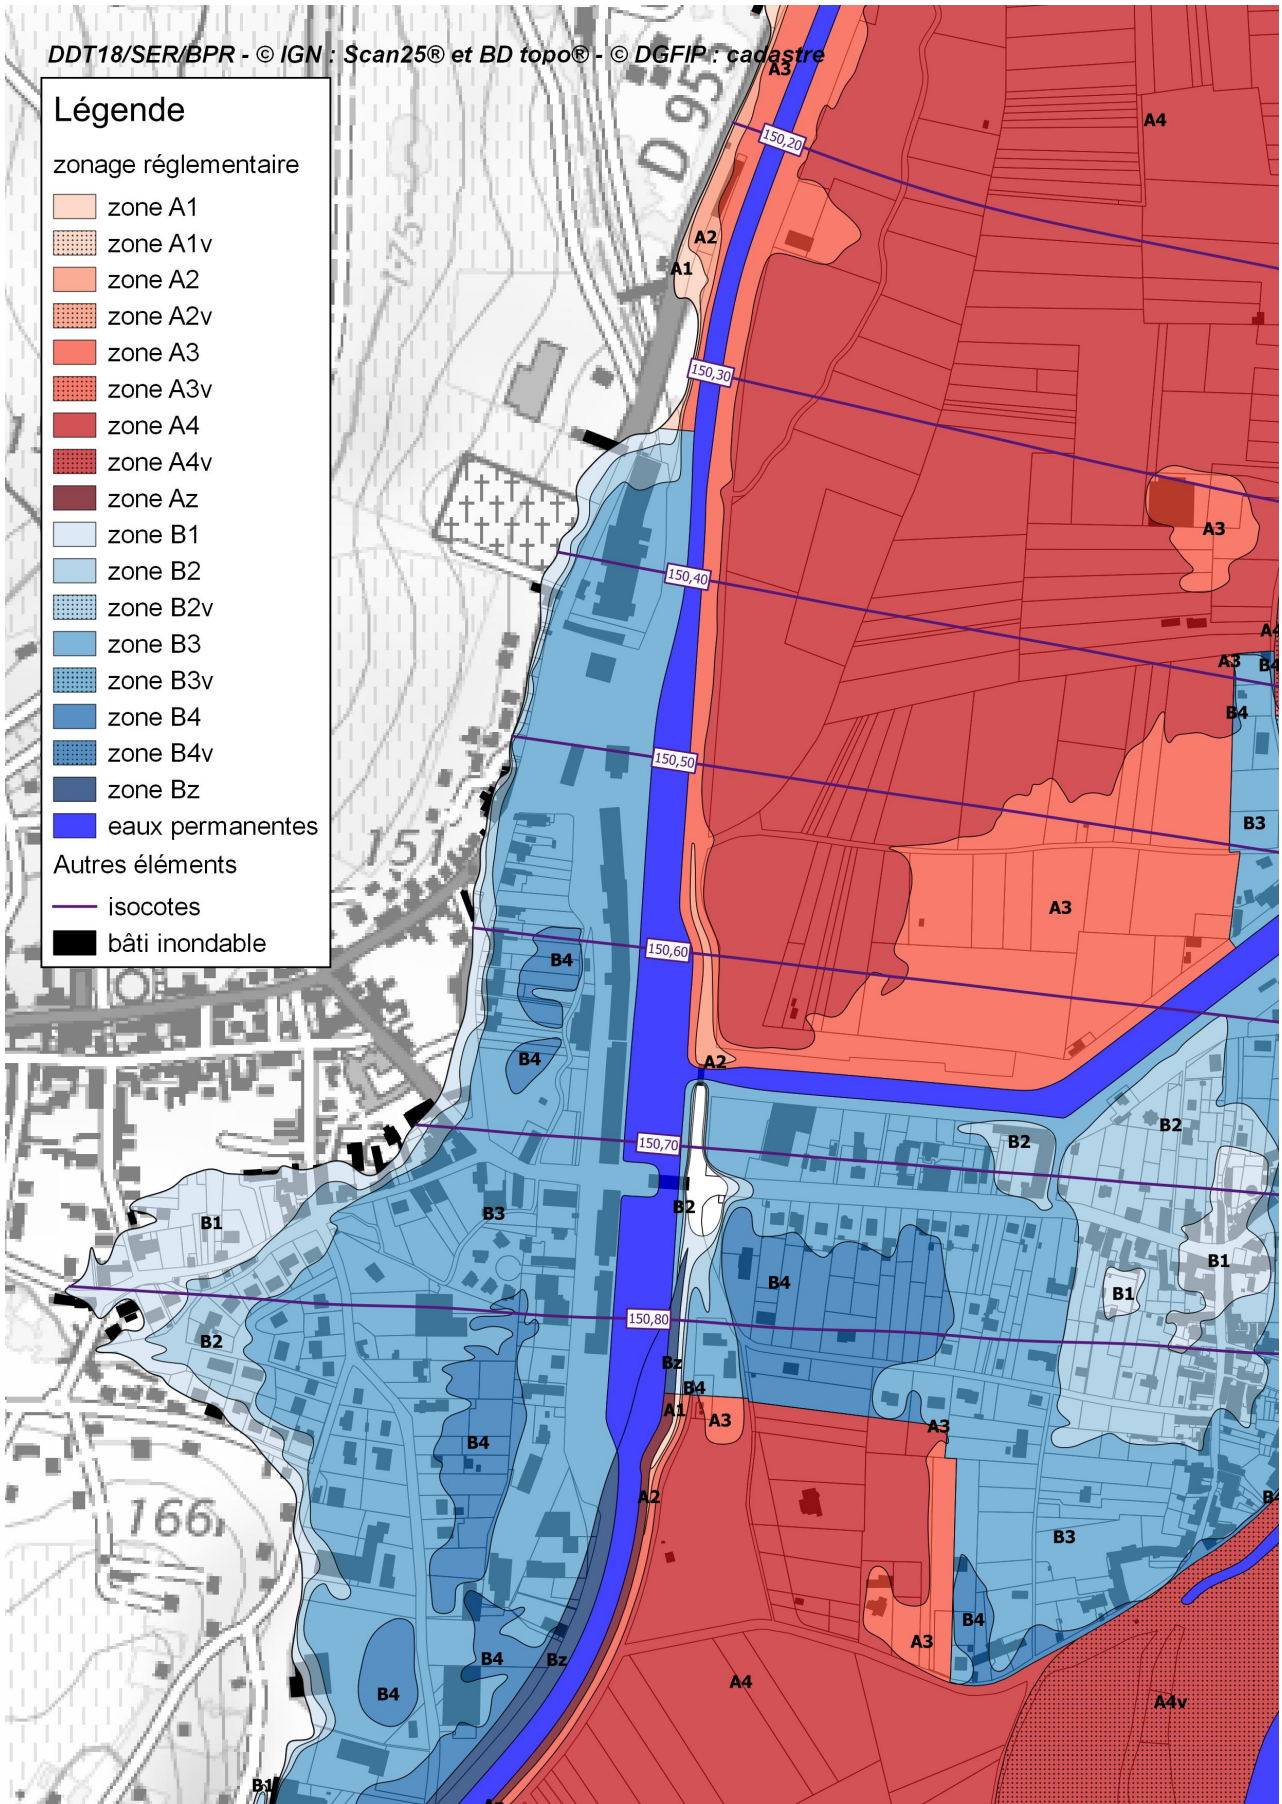 DDT18/SER/BPR - © IGN : Scan25® et BD topo® - © DGFIP : cadastre
Légende
zonage réglementaire
zone A1
zone A1v
zone A2
zone A2v
zone A3
zone A3v
zone A4
zone A4v
zone Az
zone B1
zone B2
zone B2v
zone B3
zone B3v
zone B4
zone B4v
zone Bz
eaux permanentes
Autres éléments
isocotes
bâti inondable
A3
D 955
A4
150,20
175
A2
A1
150,30
A3
150,40
A4
A3
B4
B4
150,50
B3
151
A3
150,60
B4
B4
A2
B2
150,70
B2
B2
B3
B1
B1
B4
B1
150,80
B2
Bz
B4
A1
A3
A3
B4
A2
B4
166
B3
B4
A3
B4
Bz
A4
B4
A4v
B1